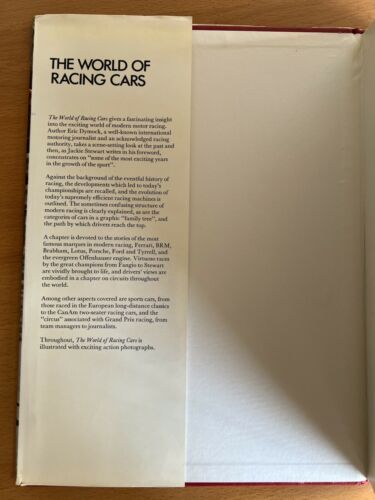 THE WORLD OF
RACING CARS
The World of Racing Cars gives a fascinating insight
into the exciting world of modern motor racing.
Author Eric Dymock, a well-known international
motoring journalist and an acknowledged racing
authority, takes a scene-setting look at the past and
then, as Jackie Stewart writes in his foreword,
concentrates on "some of the most exciting years
in the growth of the sport".
Against the background of the eventful history of
racing, the developments which led to today's
championships are recalled, and the evolution of
today's supremely efficient racing machines is
outlined. The sometimes confusing structure of
modern racing is clearly explained, as are the
categories of cars in a graphic "family tree", and
the path by which drivers reach the top.
A chapter is devoted to the stories of the most
famous marques in modern racing, Ferrari, BRM,
Brabham, Lotus, Porsche, Ford and Tyrrell, and
the evergreen Offenhauser engine. Virtuoso races
by the great champions from Fangio to Stewart
are vividly brought to life, and drivers' views are
embodied in a chapter on circuits throughout
the world.
Among other aspects covered are sports cars, from
those raced in the European long-distance classics
to the CanAm two-seater racing cars, and the
"circus" associated with Grand Prix racing, from
team managers to journalists.
Throughout, The World of Racing Cars is
illustrated with exciting action photographs.